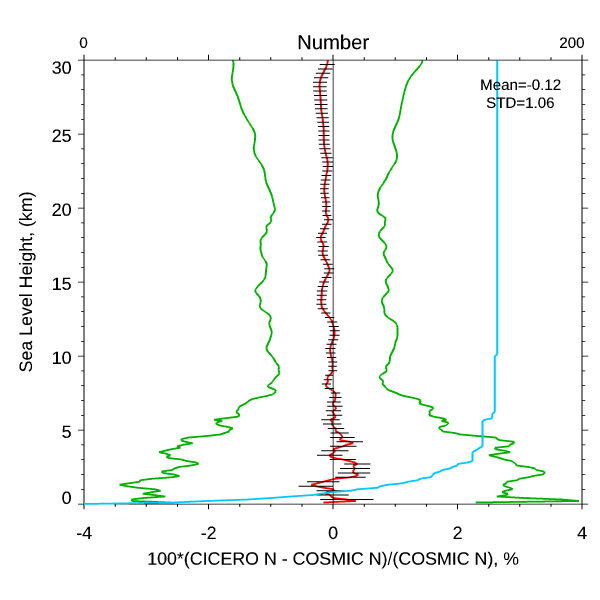 0 Number 200
Mean=-0.12
STD=1.06
30
25
20
15
10
5
0
Sea Level Height, (km)
-4 -2 0 2 4
100*(CICERO N - COSMIC N)/(COSMIC N), %